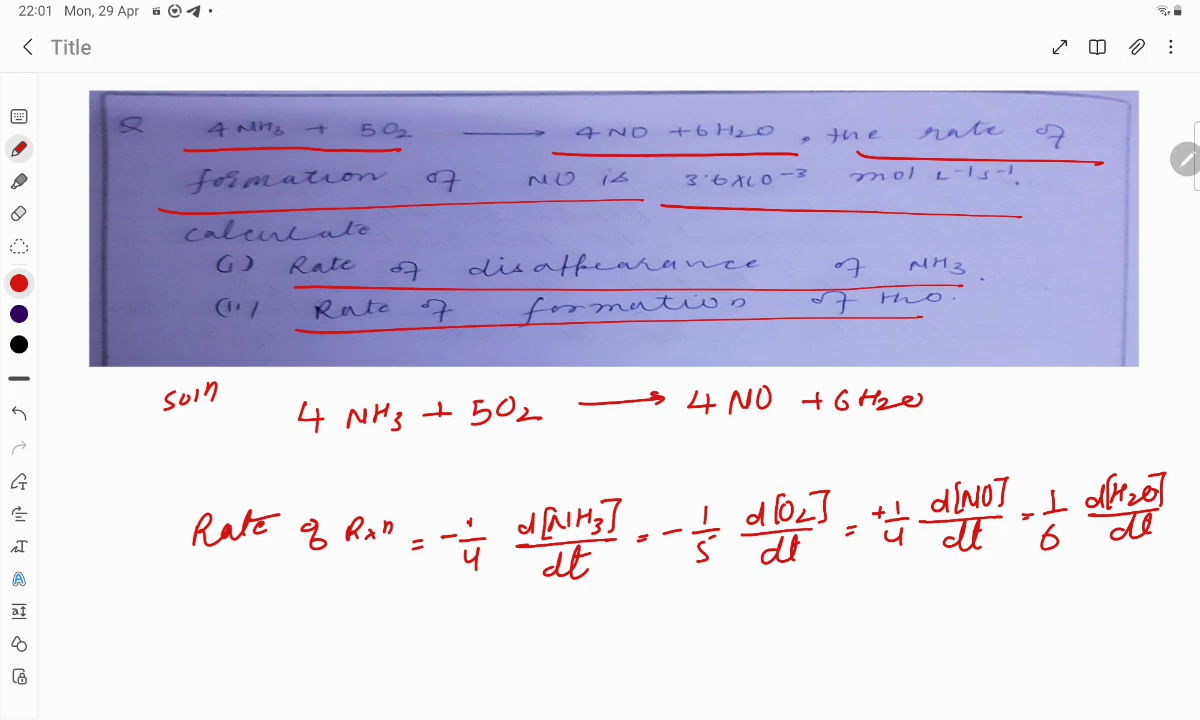 22:01 Mon, 29 Apr
Title
Q 4NH3 + 5O2 ⟶ 4NO + 6H2O, the rate of
formation of NO is 3.6×10⁻³ mol L⁻¹s⁻¹.
calculate
(i) Rate of disappearance of NH3.
(ii) Rate of formation of H2O.
Soln 4 NH3 + 5O2 ⟶ 4 NO + 6H2O
Rate of Rxn = -1/4 d[NH3]/dt = -1/5 d[O2]/dt = +1/4 d[NO]/dt = 1/6 d[H2O]/dt